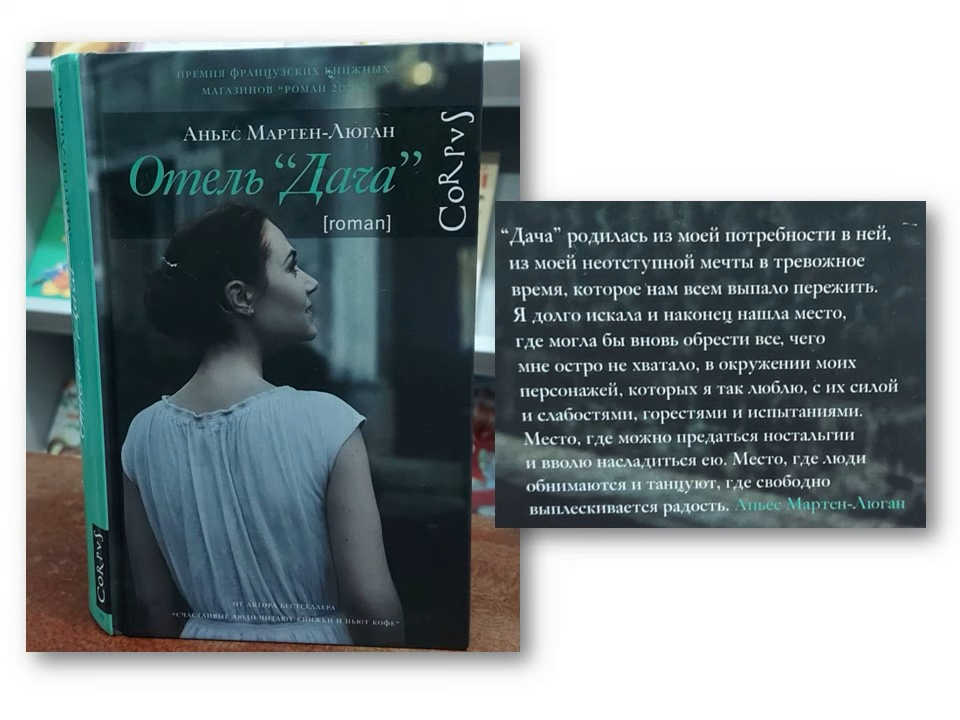 ПРЕМИЯ ФРАНЦУЗСКИХ КНИЖНЫХ
МАГАЗИНОВ “РОМАН
Аньес Мартен-Люган
Отель “Дача”
[roman]
CORPVS
ОТ АВТОРА БЕСТСЕЛЛЕРА
“СЧАСТЛИВЫЕ ЛЮДИ ЧИТАЮТ КНИЖКИ И ПЬЮТ КОФЕ”
CORPVS
“Дача” родилась из моей потребности в ней,
из моей неотступной мечты в тревожное
время, которое нам всем выпало пережить.
Я долго искала и наконец нашла место,
где могла бы вновь обрести все, чего
мне остро не хватало, в окружении моих
персонажей, которых я так люблю, с их силой
и слабостями, горестями и испытаниями.
Место, где можно предаться ностальгии
и вволю насладиться ею. Место, где люди
обнимаются и танцуют, где свободно
выплескивается радость. Аньес Мартен-Люган